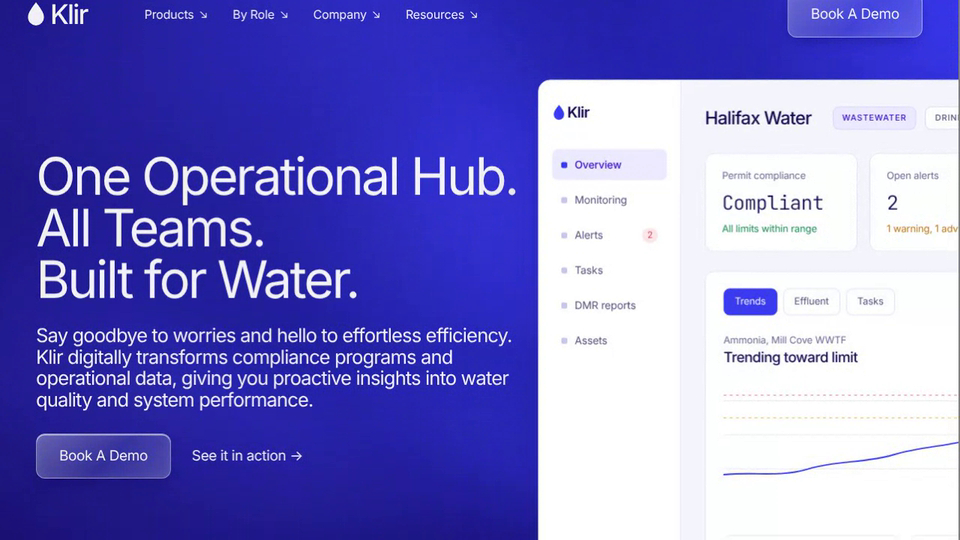 Klir
Products ↘ By Role ↘ Company ↘ Resources ↘
Book A Demo
One Operational Hub.
All Teams.
Built for Water.
Say goodbye to worries and hello to effortless efficiency.
Klir digitally transforms compliance programs and
operational data, giving you proactive insights into water
quality and system performance.
Book A Demo
See it in action →
Klir
Overview
Monitoring
Alerts 2
Tasks
DMR reports
Assets
Halifax Water
WASTEWATER
Permit compliance
Compliant
All limits within range
Open alerts
2
1 warning, 1
Trends
Effluent
Tasks
Ammonia, Mill Cove WWTF
Trending toward limit